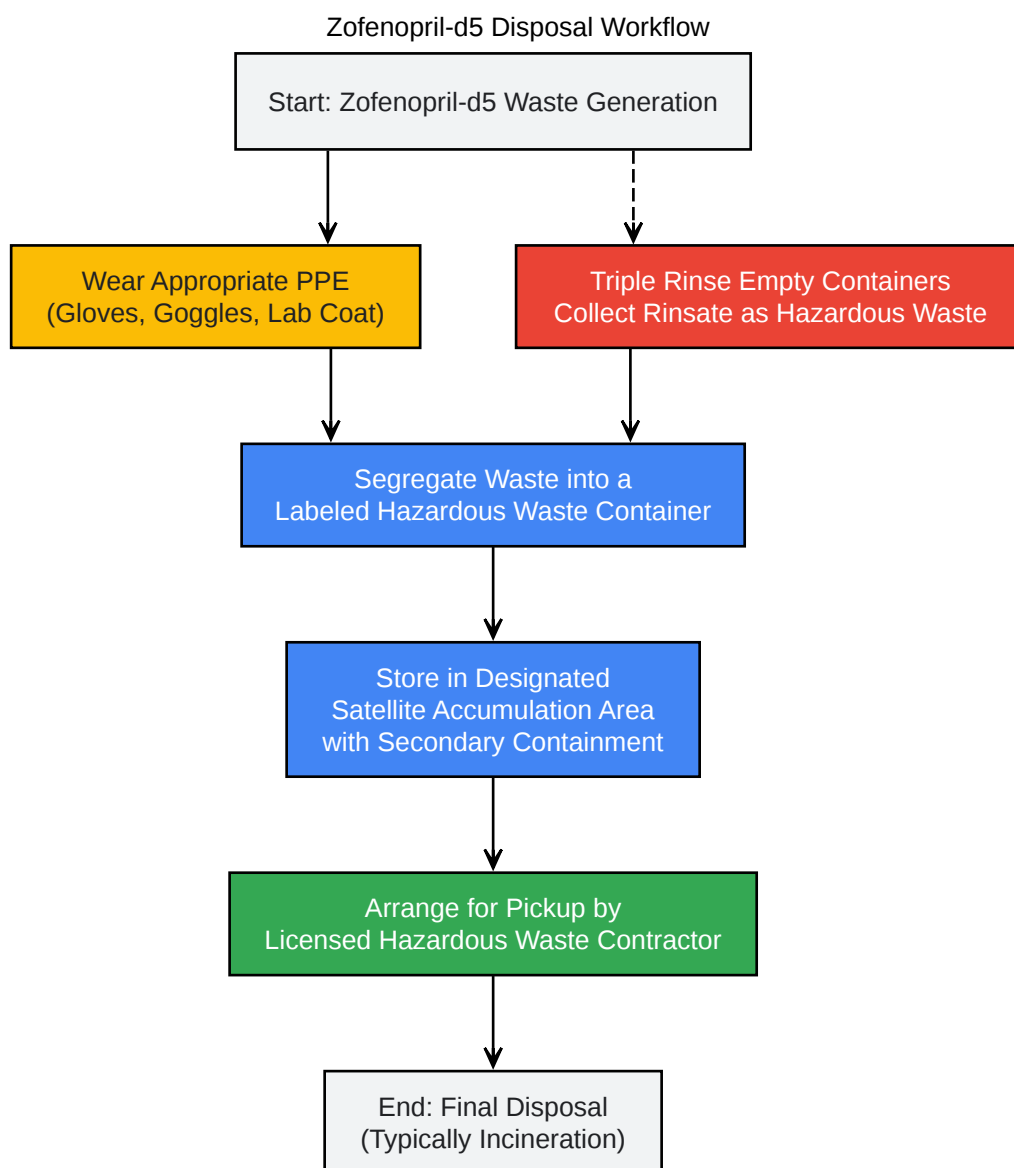 Zofenopril-d5 Disposal Workflow
Start: Zofenopril-d5 Waste Generation
Wear Appropriate PPE
(Gloves, Goggles, Lab Coat)
Triple Rinse Empty Containers
Collect Rinsate as Hazardous Waste
Segregate Waste into a
Labeled Hazardous Waste Container
Store in Designated
Satellite Accumulation Area
with Secondary Containment
Arrange for Pickup by
Licensed Hazardous Waste Contractor
End: Final Disposal
(Typically Incineration)